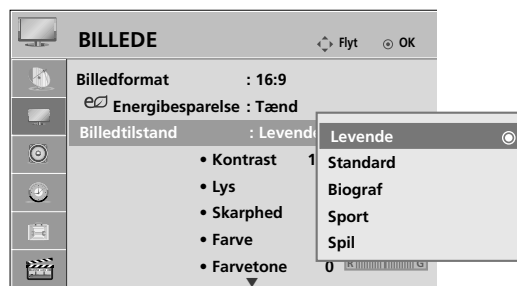 BILLEDE Flyt OK
Billedformat : 16:9
Energibesparelse : Tænd
Billedtilstand : Levende
• Kontrast 1
• Lys
• Skarphed
• Farve
• Farvetone 0 R G
Levende
Standard
Biograf
Sport
Spil